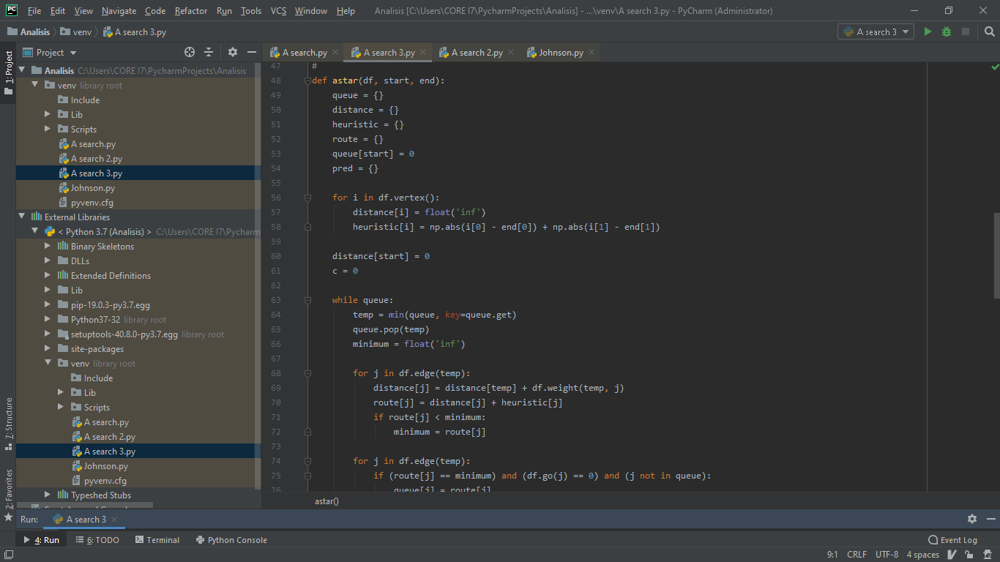 PC File Edit View Navigate Code Refactor Run Tools VCS Window Help Analisis [C:\Users\CORE I7\PycharmProjects\Analisis] - ...\venv\A search 3.py - PyCharm (Administrator)
Analisis venv A search 3.py A search 3
1: Project
Project
A search.py A search 3.py A search 2.py Johnson.py
Analisis C:\Users\CORE I7\PycharmProjects\Analisis
venv library root
Include
Lib
Scripts
A search.py
A search 2.py
A search 3.py
Johnson.py
pyvenv.cfg
External Libraries
< Python 3.7 (Analisis) > C:\Users\CORE I7\Pycharm
Binary Skeletons
DLLs
Extended Definitions
Lib
pip-19.0.3-py3.7.egg
Python37-32 library root
setuptools-40.8.0-py3.7.egg library root
site-packages
venv library root
Include
Lib
Scripts
A search.py
A search 2.py
A search 3.py
Johnson.py
pyvenv.cfg
Typeshed Stubs
7: Structure
2: Favorites
47 #
48 def astar(df, start, end):
49 queue = {}
50 distance = {}
51 heuristic = {}
52 route = {}
53 queue[start] = 0
54 pred = {}
55
56 for i in df.vertex():
57 distance[i] = float('inf')
58 heuristic[i] = np.abs(i[0] - end[0]) + np.abs(i[1] - end[1])
59
60 distance[start] = 0
61 c = 0
62
63 while queue:
64 temp = min(queue, key=queue.get)
65 queue.pop(temp)
66 minimum = float('inf')
67
68 for j in df.edge(temp):
69 distance[j] = distance[temp] + df.weight(temp, j)
70 route[j] = distance[j] + heuristic[j]
71 if route[j] < minimum:
72 minimum = route[j]
73
74 for j in df.edge(temp):
75 if (route[j] == minimum) and (df.go(j) == 0) and (j not in queue):
76 queue[j] = route[j]
astar()
Run: A search 3
4: Run 6: TODO Terminal Python Console Event Log
9:1 CRLF UTF-8 4 spaces